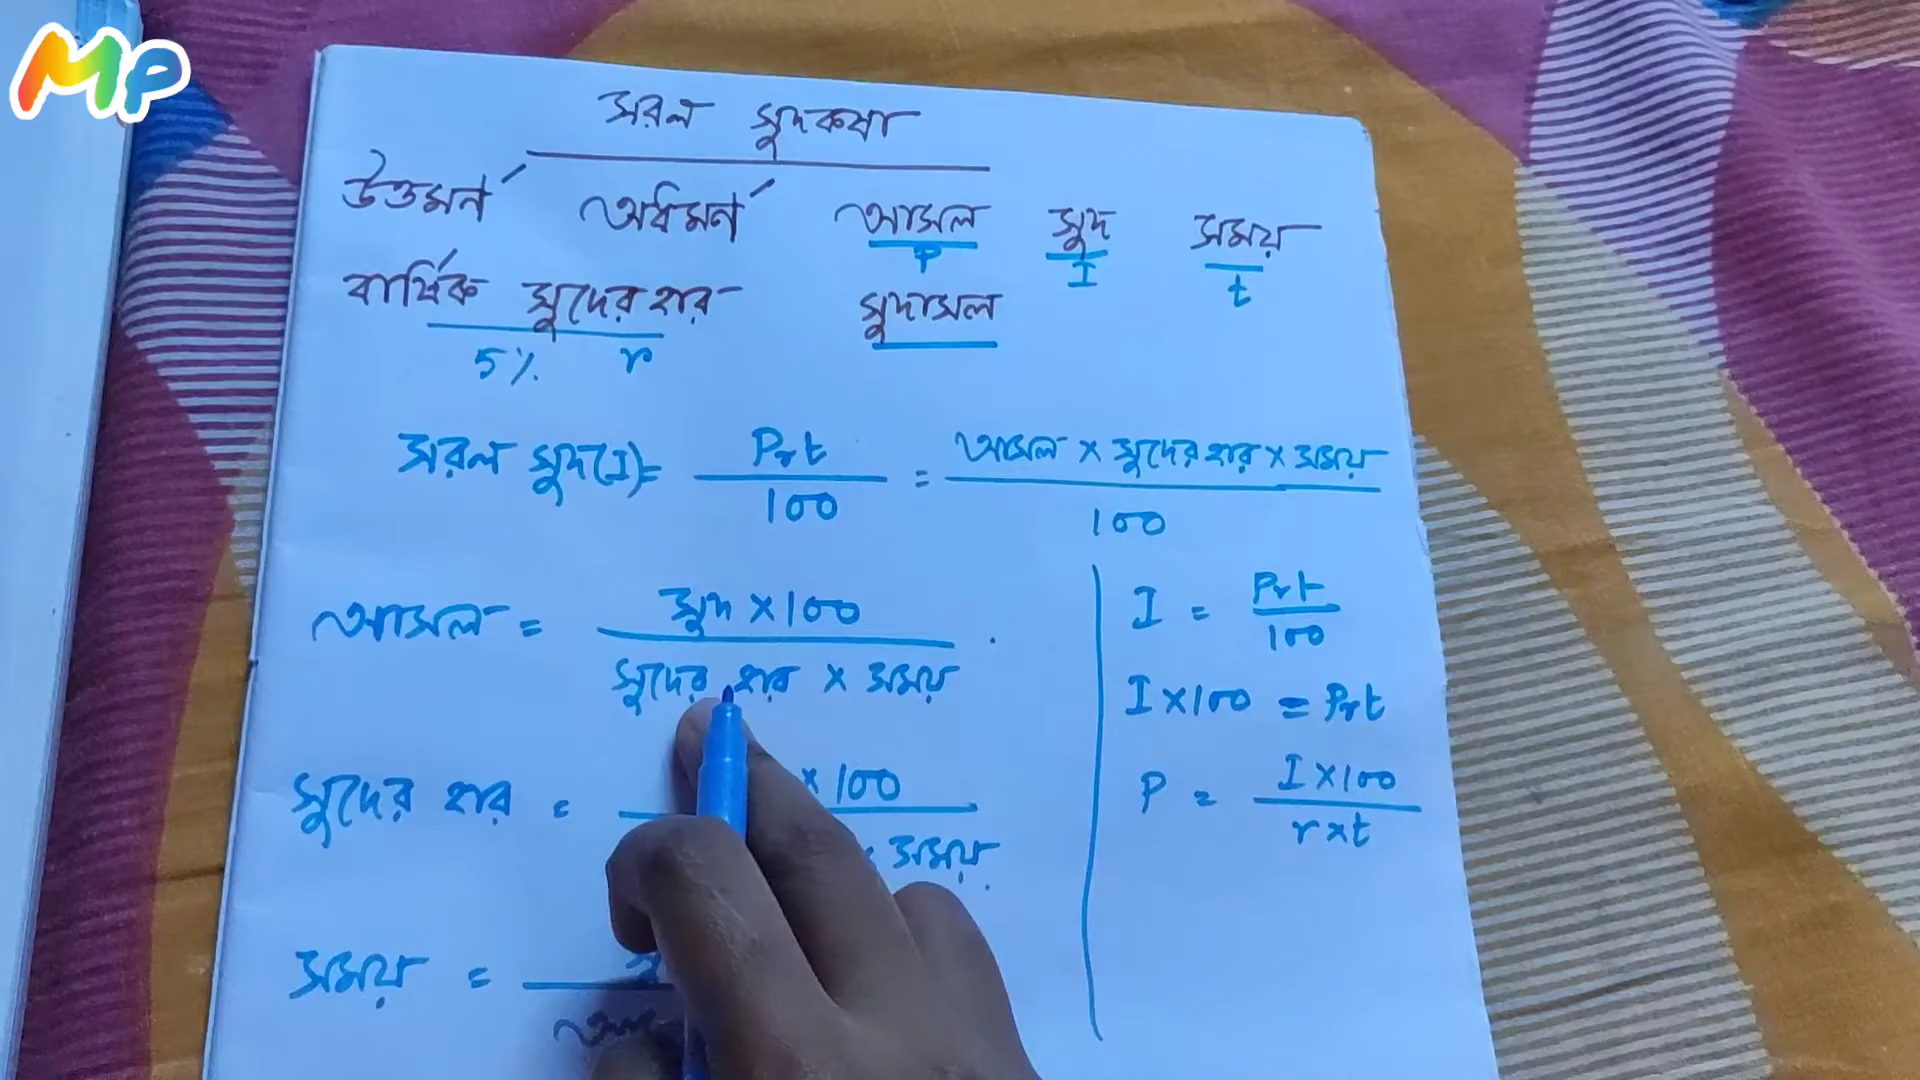 MP
সরল সুদকষা
উত্তমর্ণ অধমর্ণ আসল সুদ সময়
P I t
বার্ষিক সুদের হার সুদাসল
5% r
সরল সুদ(I)= Prt/100 = আসল × সুদের হার × সময়/100
আসল = সুদ × 100/সুদের হার × সময়
সুদের হার = × 100/× সময়
সময় =
I = Prt/100
I × 100 = Prt
P = I × 100/r × t